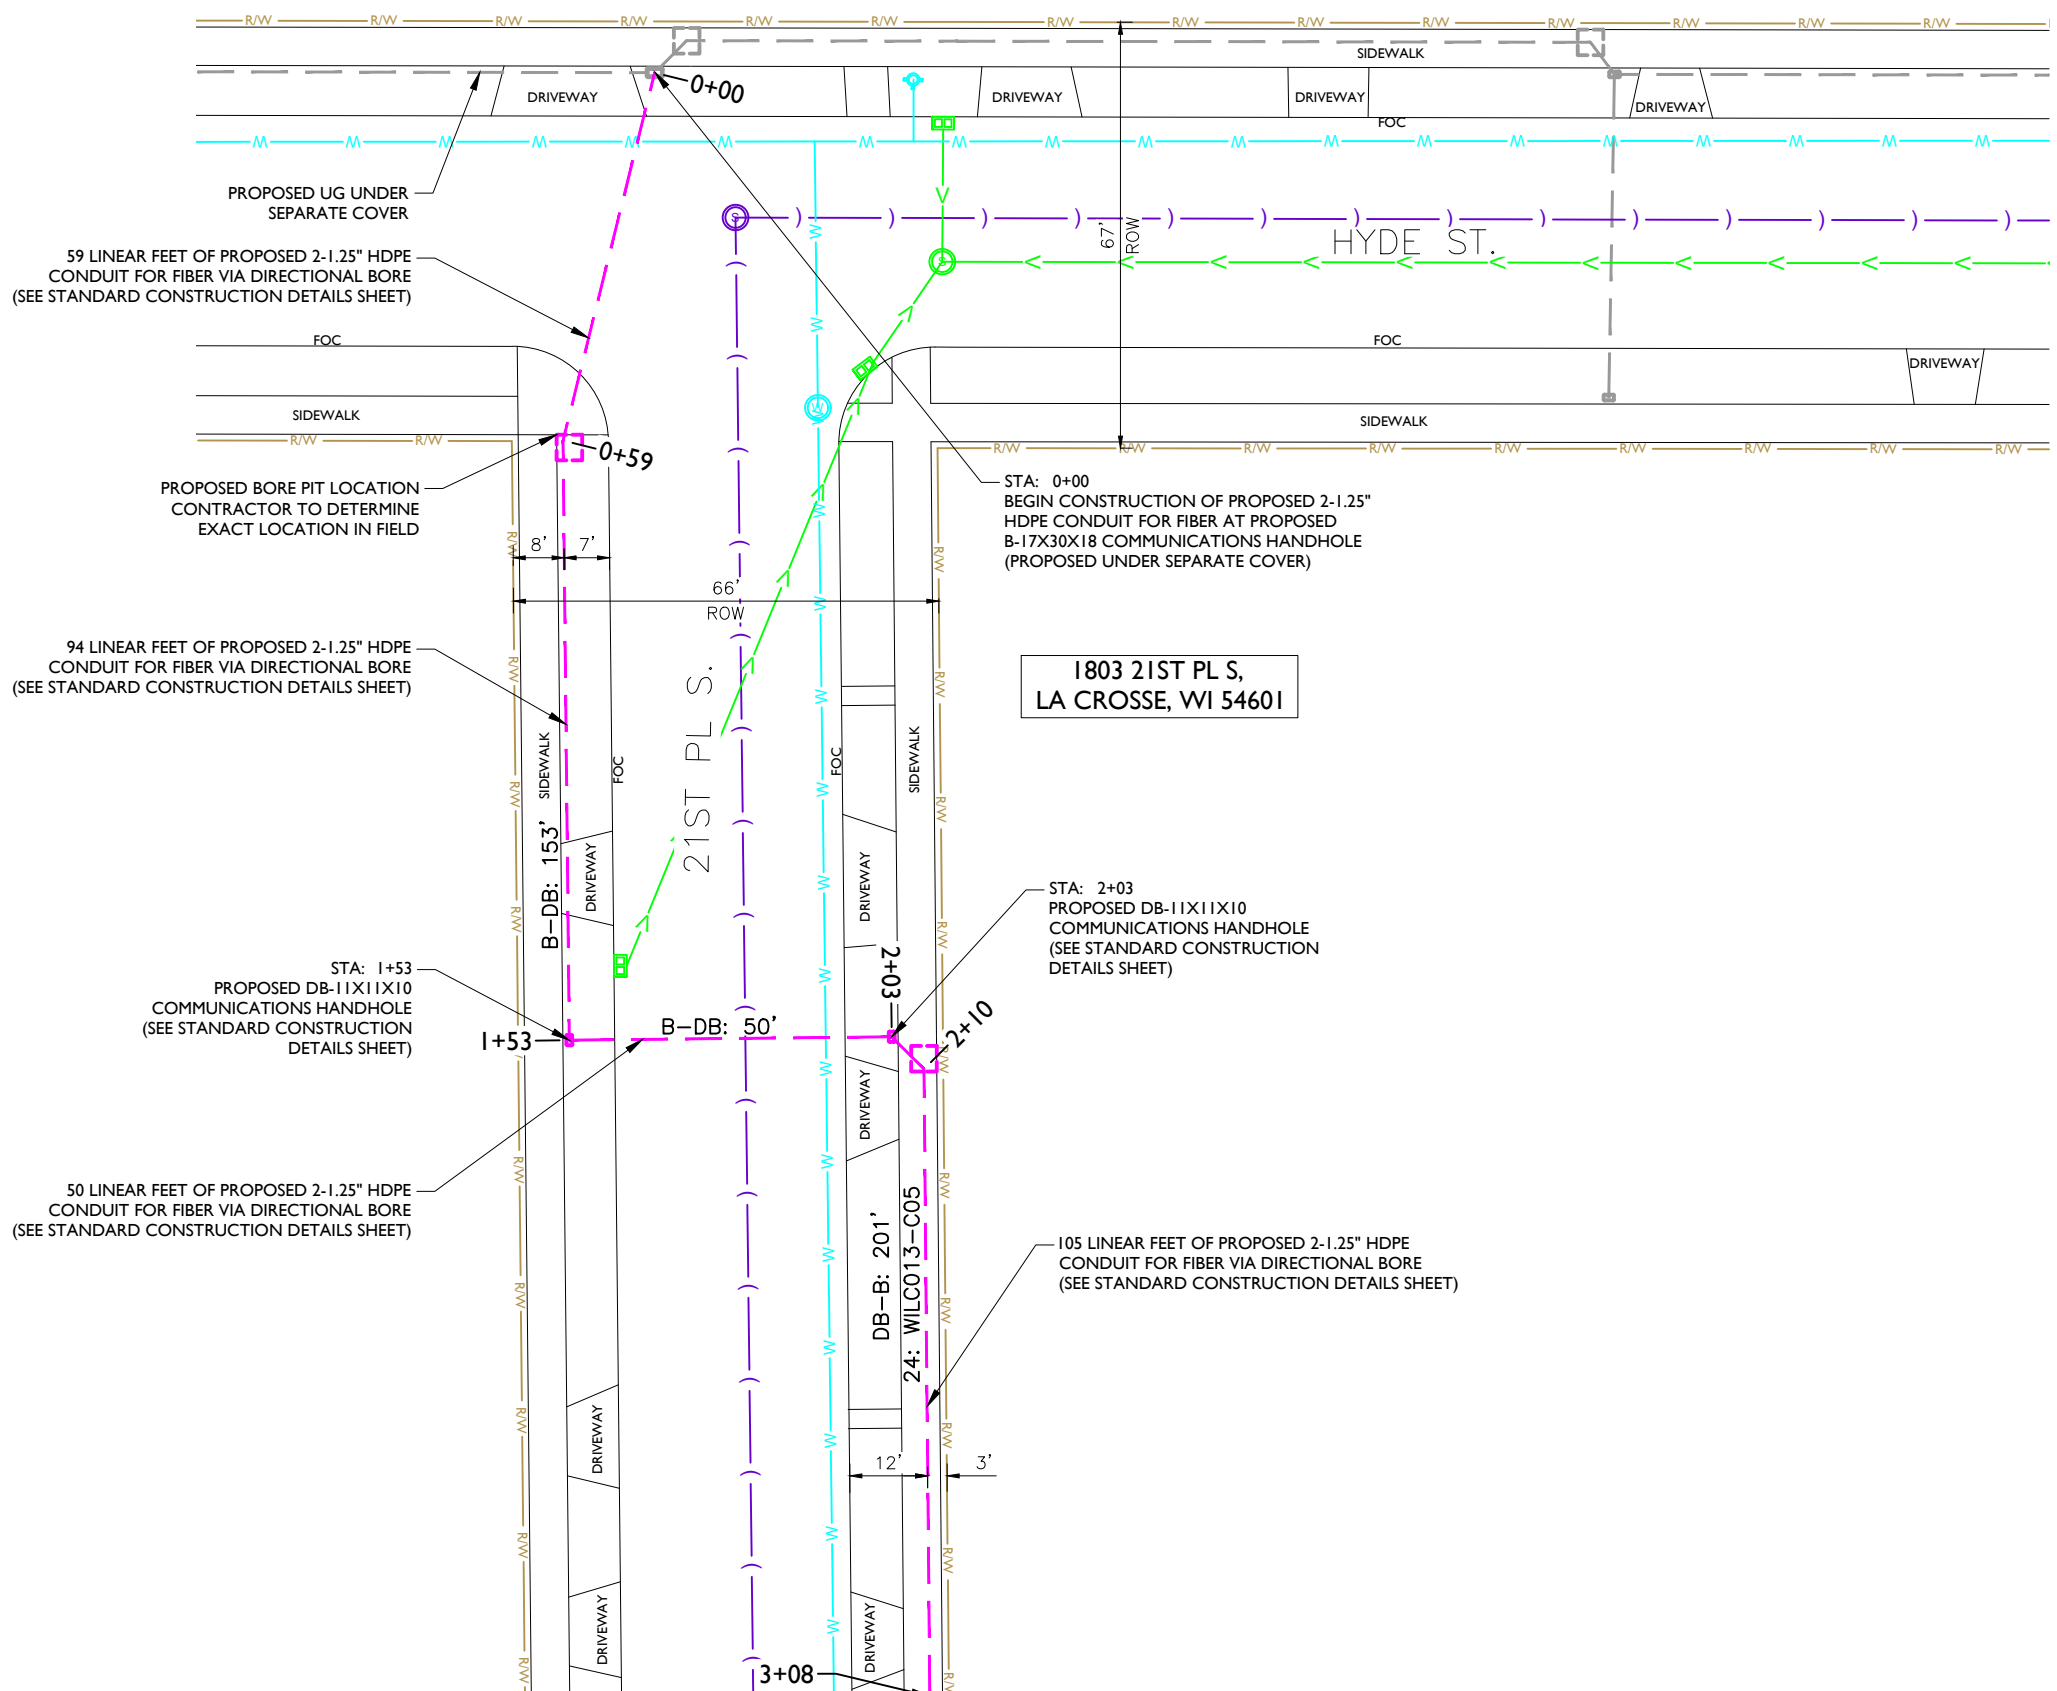 R/W R/W R/W R/W R/W R/W R/W R/W R/W R/W R/W R/W R/W R/W
SIDEWALK
0+00
DRIVEWAY
DRIVEWAY
DRIVEWAY
DRIVEWAY
FOC
W W W W W W W W W W W W W W W W W W W
PROPOSED UG UNDER
SEPARATE COVER
S
67'
ROW
HYDE ST.
59 LINEAR FEET OF PROPOSED 2-1.25" HDPE
CONDUIT FOR FIBER VIA DIRECTIONAL BORE
(SEE STANDARD CONSTRUCTION DETAILS SHEET)
S
FOC
FOC
DRIVEWAY
SIDEWALK
W
SIDEWALK
R/W R/W
R/W R/W R/W R/W R/W R/W R/W R/W R/W
0+59
PROPOSED BORE PIT LOCATION
CONTRACTOR TO DETERMINE
EXACT LOCATION IN FIELD
STA: 0+00
BEGIN CONSTRUCTION OF PROPOSED 2-1.25"
HDPE CONDUIT FOR FIBER AT PROPOSED
B-17X30X18 COMMUNICATIONS HANDHOLE
(PROPOSED UNDER SEPARATE COVER)
8' 7'
66'
ROW
94 LINEAR FEET OF PROPOSED 2-1.25" HDPE
CONDUIT FOR FIBER VIA DIRECTIONAL BORE
(SEE STANDARD CONSTRUCTION DETAILS SHEET)
1803 21ST PL S,
LA CROSSE, WI 54601
21ST PL S.
SIDEWALK
FOC
FOC
SIDEWALK
B-DB: 153'
DRIVEWAY
DRIVEWAY
STA: 2+03
PROPOSED DB-11X11X10
COMMUNICATIONS HANDHOLE
(SEE STANDARD CONSTRUCTION
DETAILS SHEET)
2+03
STA: 1+53
PROPOSED DB-11X11X10
COMMUNICATIONS HANDHOLE
(SEE STANDARD CONSTRUCTION
DETAILS SHEET)
1+53
B-DB: 50'
2+10
DRIVEWAY
50 LINEAR FEET OF PROPOSED 2-1.25" HDPE
CONDUIT FOR FIBER VIA DIRECTIONAL BORE
(SEE STANDARD CONSTRUCTION DETAILS SHEET)
DB-B: 201'
24: WILC013-C05
105 LINEAR FEET OF PROPOSED 2-1.25" HDPE
CONDUIT FOR FIBER VIA DIRECTIONAL BORE
(SEE STANDARD CONSTRUCTION DETAILS SHEET)
DRIVEWAY
12' 3'
DRIVEWAY
DRIVEWAY
3+08
R/W R/W R/W R/W R/W R/W R/W R/W R/W
R/W R/W R/W R/W R/W R/W R/W R/W R/W R/W
W W W W W W W W W W W W W W W W